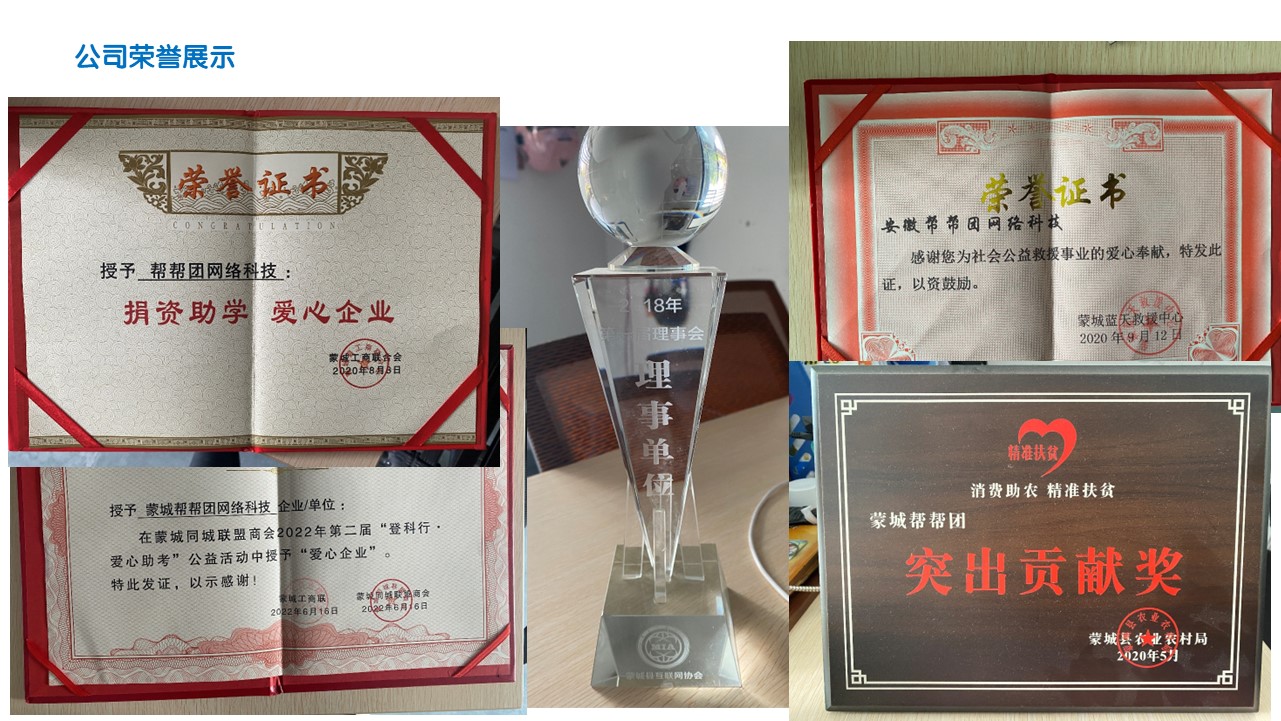 公司荣誉展示
荣誉证书
CONGRATULATION
授予 帮帮团网络科技：
捐资助学 爱心企业
蒙城工商联合会
2020年8月8日
授予 蒙城帮帮团网络科技 企业/单位：
在蒙城同城联盟商会2022年第二届“登科行·
爱心助考”公益活动中授予“爱心企业”。
特此发证，以示感谢！
蒙城工商联
2022年6月16日
蒙城同城联盟商会
2022年6月16日
2018年
理事会
理事单位
MIA
蒙城县互联网协会
荣誉证书
安徽帮帮团网络科技
感谢您为社会公益救援事业的爱心奉献，特发此
证，以资鼓励。
蒙城蓝天救援中心
2020年9月12日
精准扶贫
消费助农 精准扶贫
蒙城帮帮团
突出贡献奖
蒙城县农业农村局
2020年5月